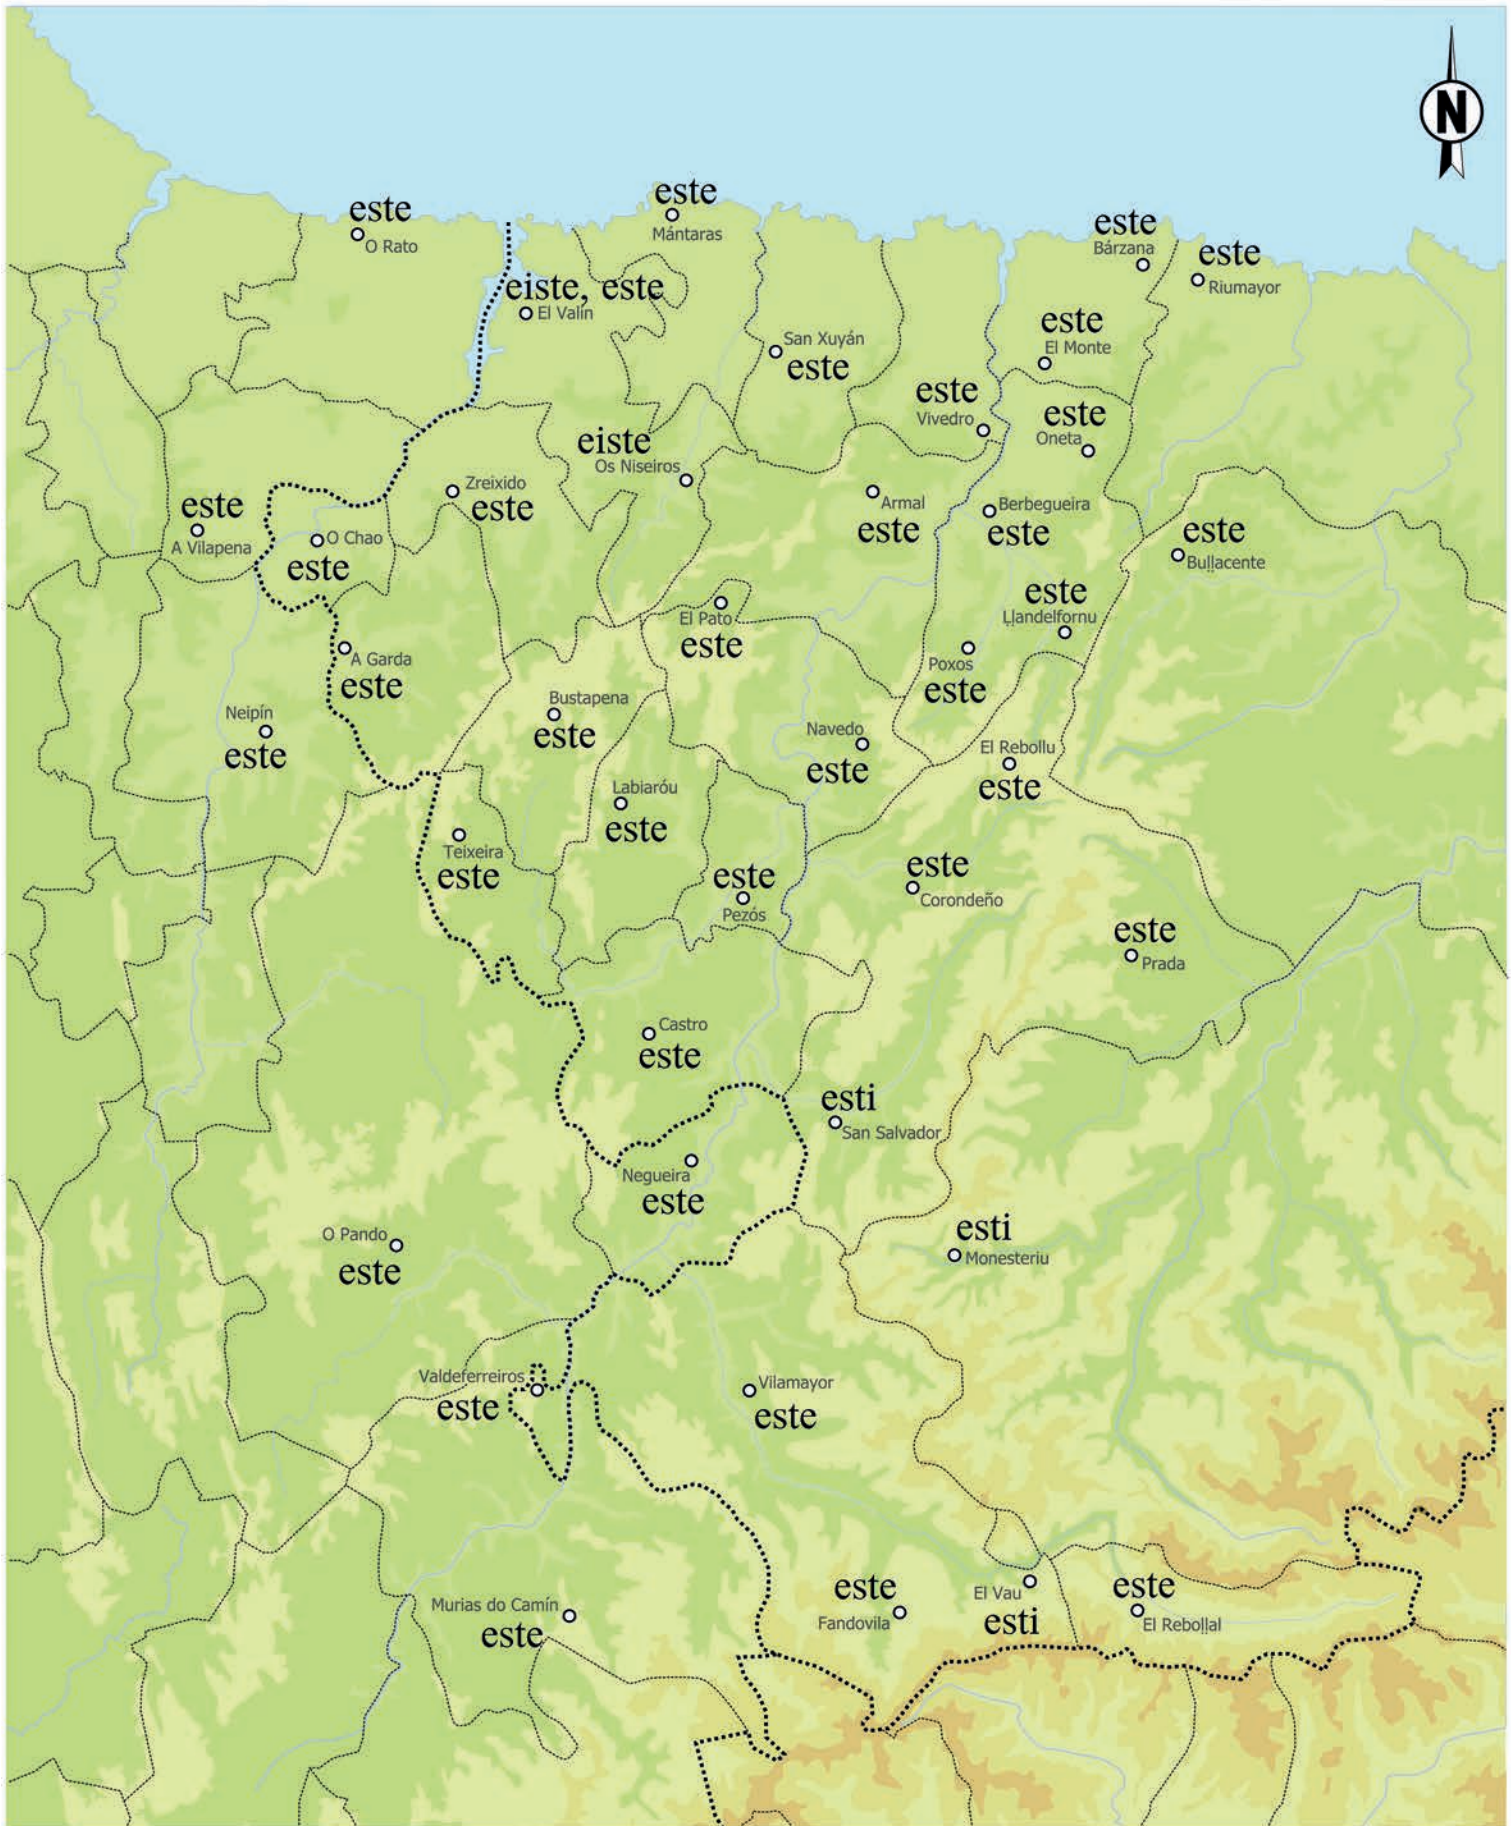 N
este
Mántaras
este
O Rato
este
Bárzana
este
Riumayor
eiste, este
El Valín
este
El Monte
San Xuyán
este
este
Vivedro
este
Oneta
eiste
Os Niseiros
Zreixido
este
este
A Vilapena
O Chao
este
Armal
este
Berbegueira
este
este
Buḷḷacente
este
Ḷḷandelfornu
El Pato
este
A Garda
este
Poxos
este
Neipín
este
Bustapena
este
Navedo
este
El Rebollu
este
Labiaróu
este
Teixeira
este
este
Pezós
este
Corondeño
este
Prada
Castro
este
esti
San Salvador
Negueira
este
O Pando
este
esti
Monesteriu
Valdeferreiros
este
Vilamayor
este
Murias do Camín
este
este
Fandovila
El Vau
esti
este
El Reboḷḷal